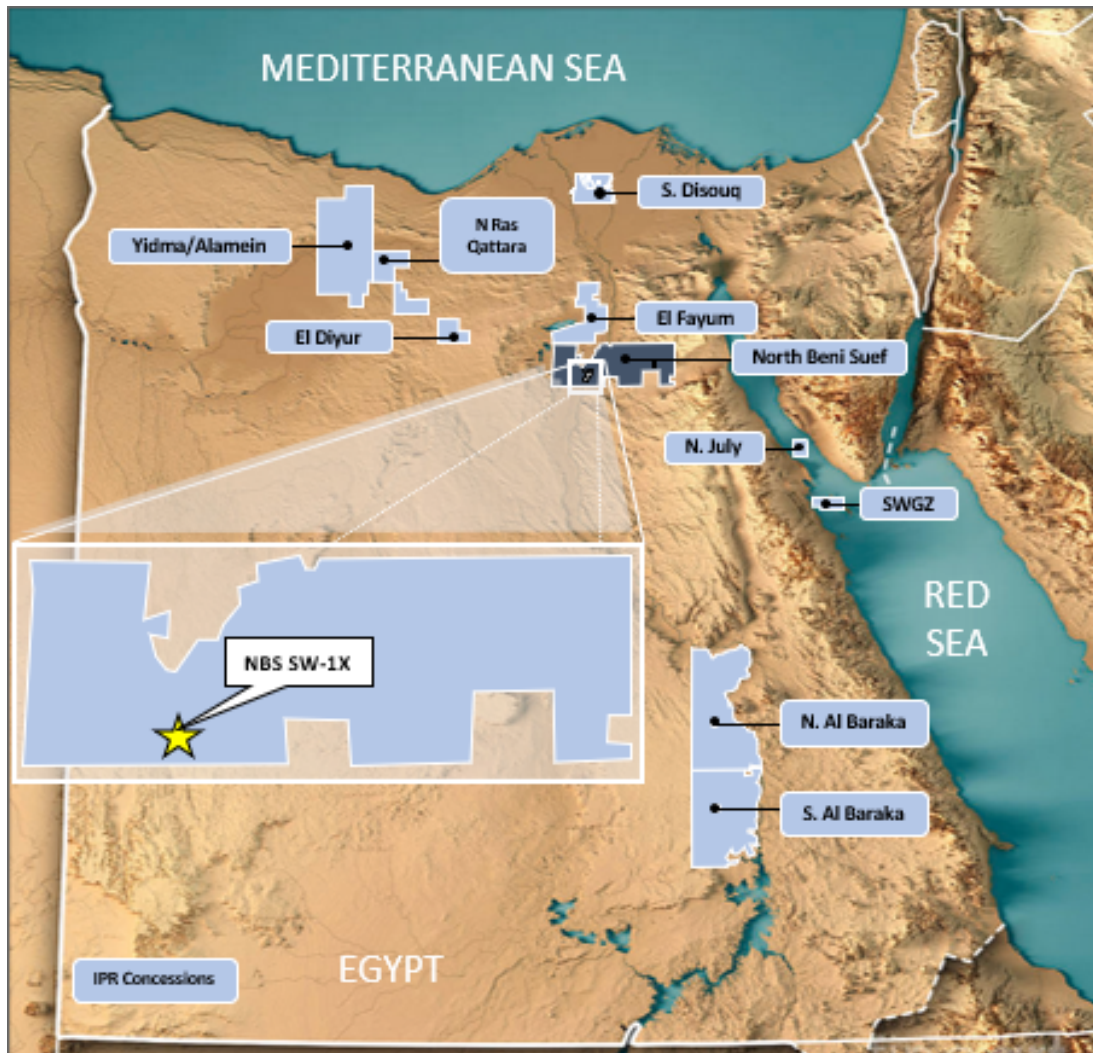 MEDITERRANEAN SEA
S. Disouq
N Ras
Qattara
Yidma/Alamein
El Diyur
El Fayum
North Beni Suef
N. July
SWGZ
RED
SEA
NBS SW-1X
N. Al Baraka
S. Al Baraka
EGYPT
IPR Concessions